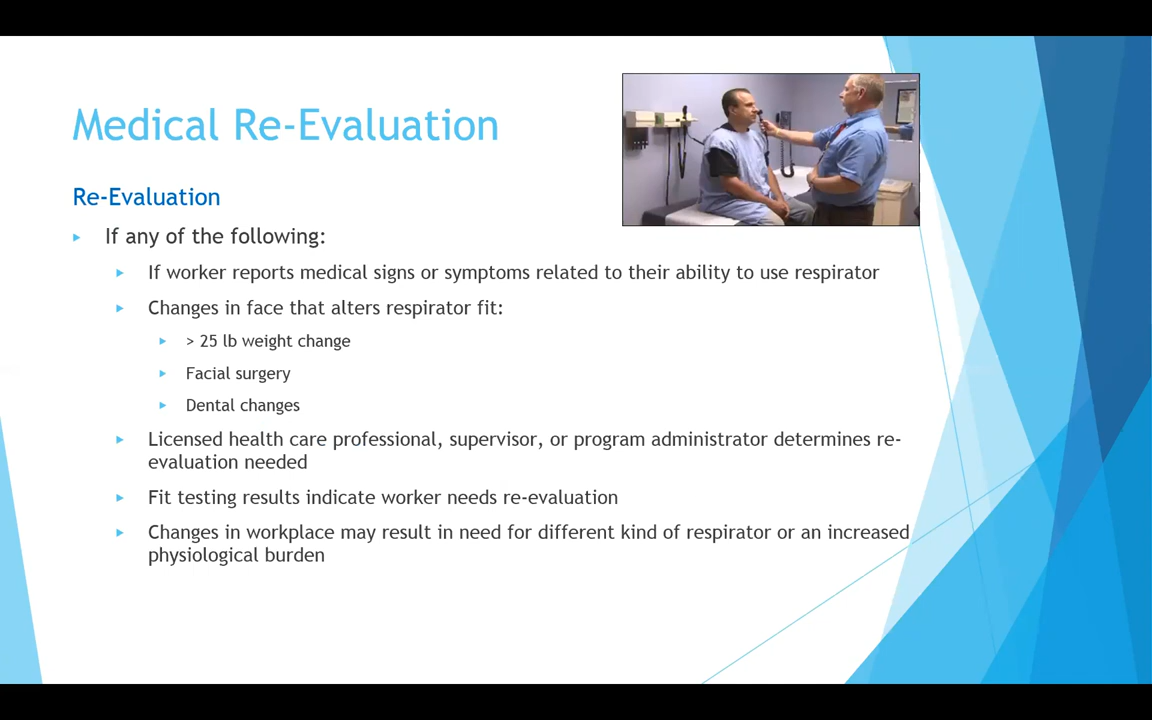 Medical Re-Evaluation
Re-Evaluation
If any of the following:
If worker reports medical signs or symptoms related to their ability to use respirator
Changes in face that alters respirator fit:
> 25 lb weight change
Facial surgery
Dental changes
Licensed health care professional, supervisor, or program administrator determines re-
evaluation needed
Fit testing results indicate worker needs re-evaluation
Changes in workplace may result in need for different kind of respirator or an increased
physiological burden